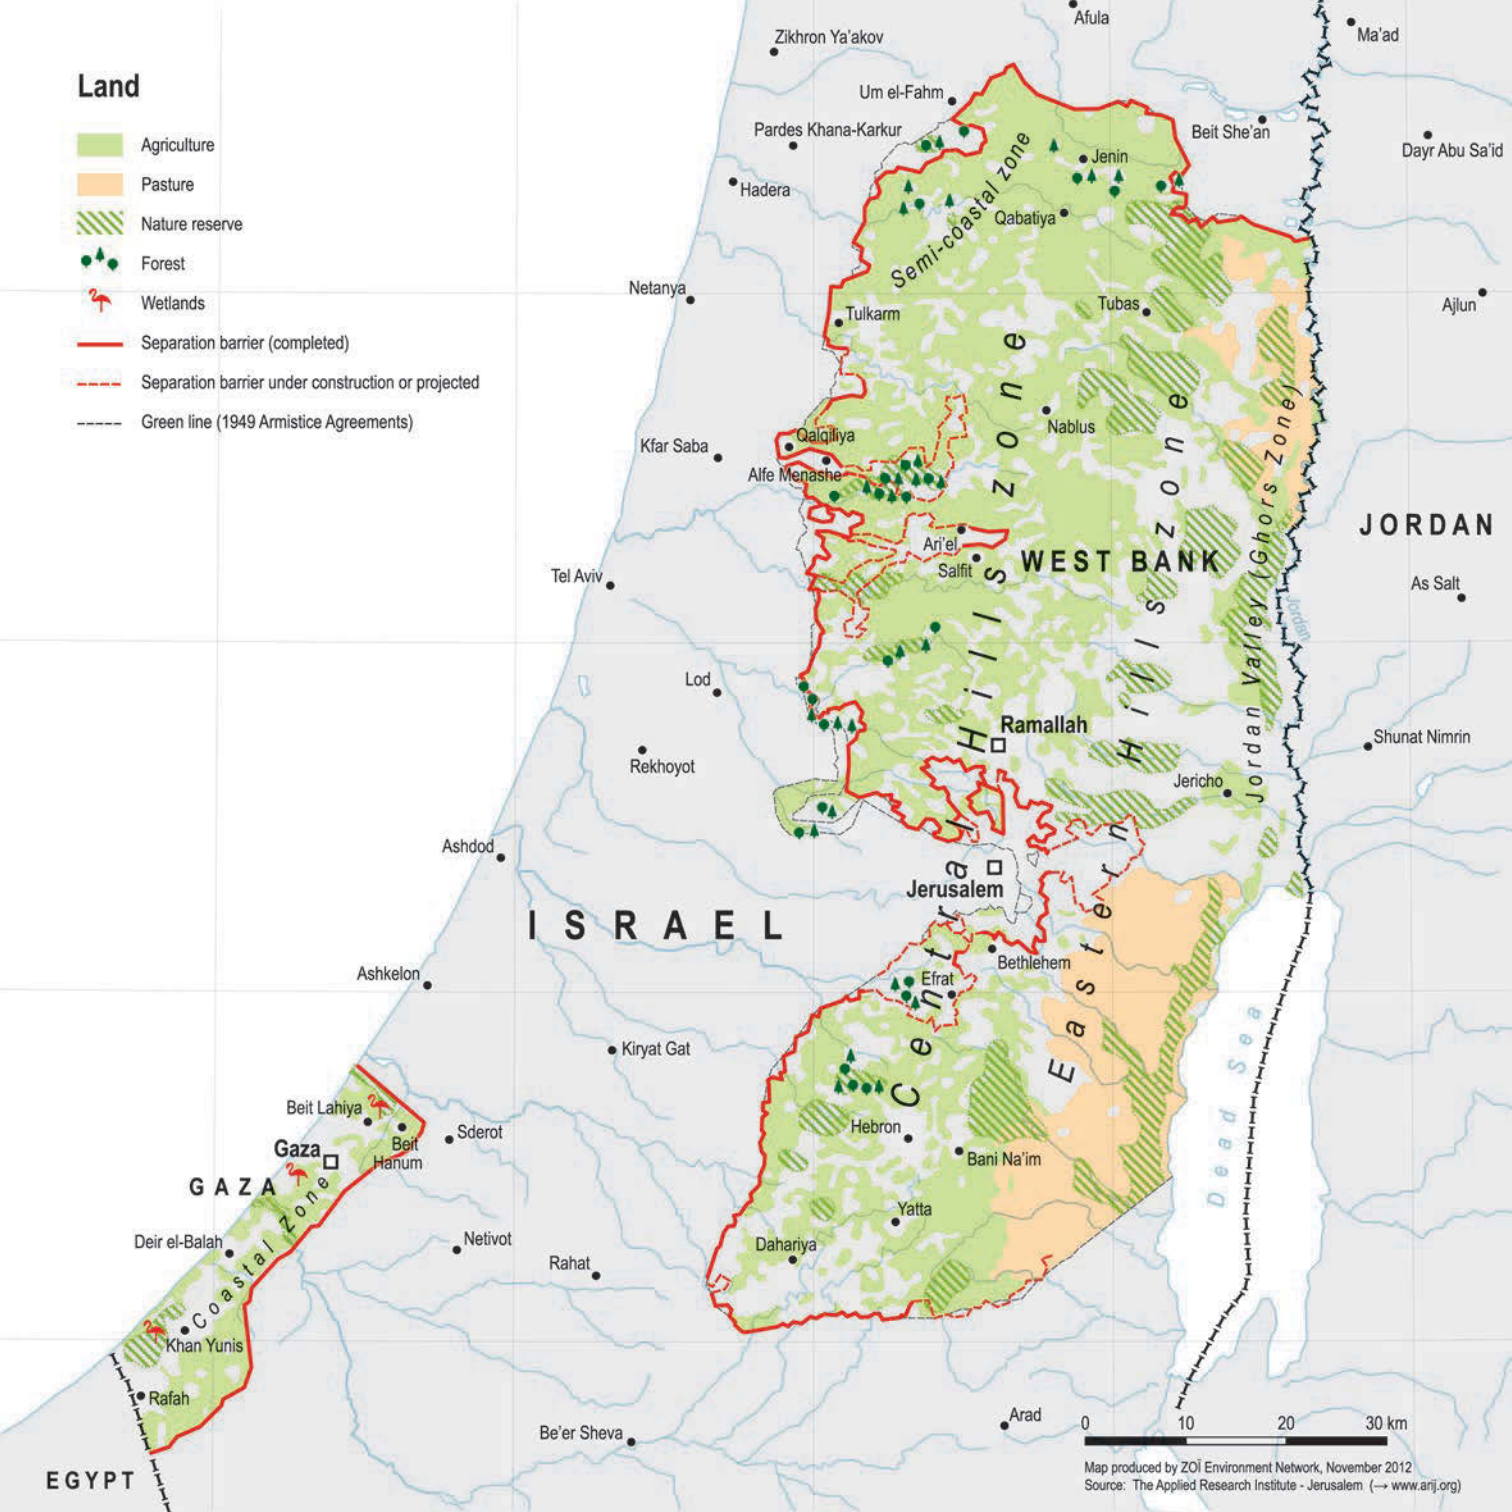 Land
Agriculture
Pasture
Nature reserve
Forest
Wetlands
Separation barrier (completed)
Separation barrier under construction or projected
Green line (1949 Armistice Agreements)
Afula
Ma'ad
Zikhron Ya'akov
Um el-Fahm
Pardes Khana-Karkur
Beit She'an
Dayr Abu Sa'id
Jenin
Hadera
Semi-coastal zone
Qabatiya
Netanya
Tulkarm
Tubas
Ajlun
Nablus
Qalqiliya
Kfar Saba
Alfe Menashe
Ari'el
Salfit
WEST BANK
JORDAN
Tel Aviv
As Salt
Jordan
Jordan Valley (Ghors Zone)
Central Hills zone
Eastern Hills zone
Lod
Ramallah
Shunat Nimrin
Rekhoyot
Jericho
Ashdod
Jerusalem
ISRAEL
Bethlehem
Ashkelon
Efrat
Kiryat Gat
Dead Sea
Beit Lahiya
Sderot
Beit
Hanum
Gaza
GAZA
Coastal Zone
Hebron
Bani Na'im
Yatta
Deir el-Balah
Netivot
Dahariya
Rahat
Khan Yunis
Rafah
Arad
Be'er Sheva
EGYPT
0 10 20 30 km
Map produced by ZOÏ Environment Network, November 2012
Source: The Applied Research Institute - Jerusalem (→ www.arij.org)